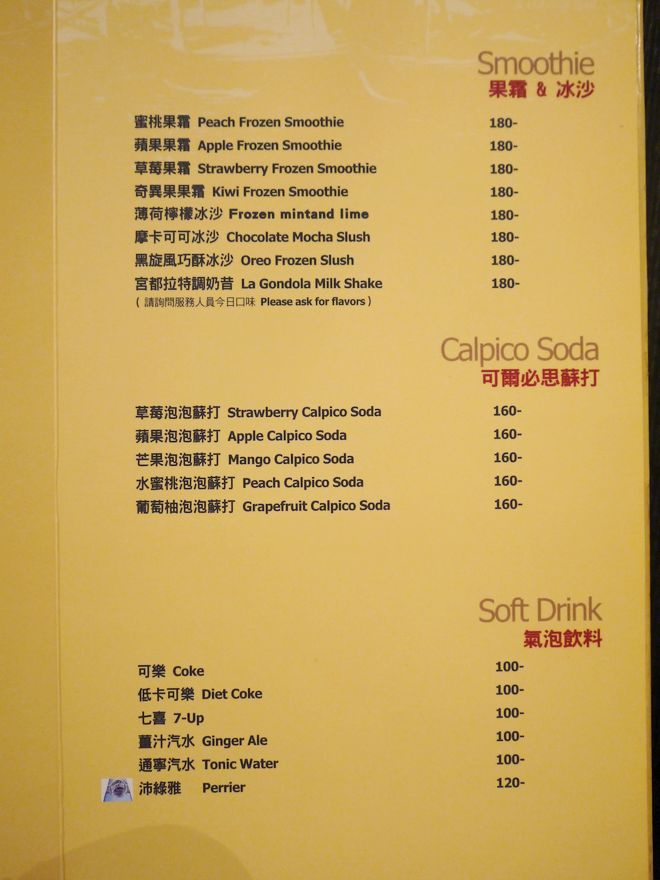 Smoothie
果霜 & 冰沙
蜜桃果霜 Peach Frozen Smoothie 180-
蘋果果霜 Apple Frozen Smoothie 180-
草莓果霜 Strawberry Frozen Smoothie 180-
奇異果果霜 Kiwi Frozen Smoothie 180-
薄荷檸檬冰沙 Frozen mintand lime 180-
摩卡可可冰沙 Chocolate Mocha Slush 180-
黑旋風巧酥冰沙 Oreo Frozen Slush 180-
宮都拉特調奶昔 La Gondola Milk Shake 180-
( 請詢問服務人員今日口味 Please ask for flavors )
Calpico Soda
可爾必思蘇打
草莓泡泡蘇打 Strawberry Calpico Soda 160-
蘋果泡泡蘇打 Apple Calpico Soda 160-
芒果泡泡蘇打 Mango Calpico Soda 160-
水蜜桃泡泡蘇打 Peach Calpico Soda 160-
葡萄柚泡泡蘇打 Grapefruit Calpico Soda 160-
Soft Drink
氣泡飲料
可樂 Coke 100-
低卡可樂 Diet Coke 100-
七喜 7-Up 100-
薑汁汽水 Ginger Ale 100-
通寧汽水 Tonic Water 100-
沛綠雅 Perrier 120-